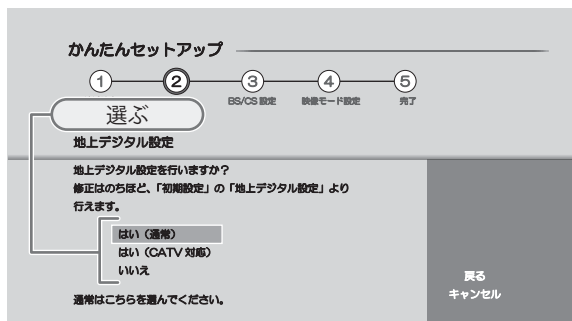 かんたんセットアップ
1 2 3 4 5
選ぶ
BS/CS 設定 映像モード設定 完了
地上デジタル設定
地上デジタル設定を行いますか?
修正はのちほど、「初期設定」の「地上デジタル設定」より
行えます。
はい(通常)
はい(CATV 対応)
いいえ
通常はこちらを選んでください。
戻る
キャンセル